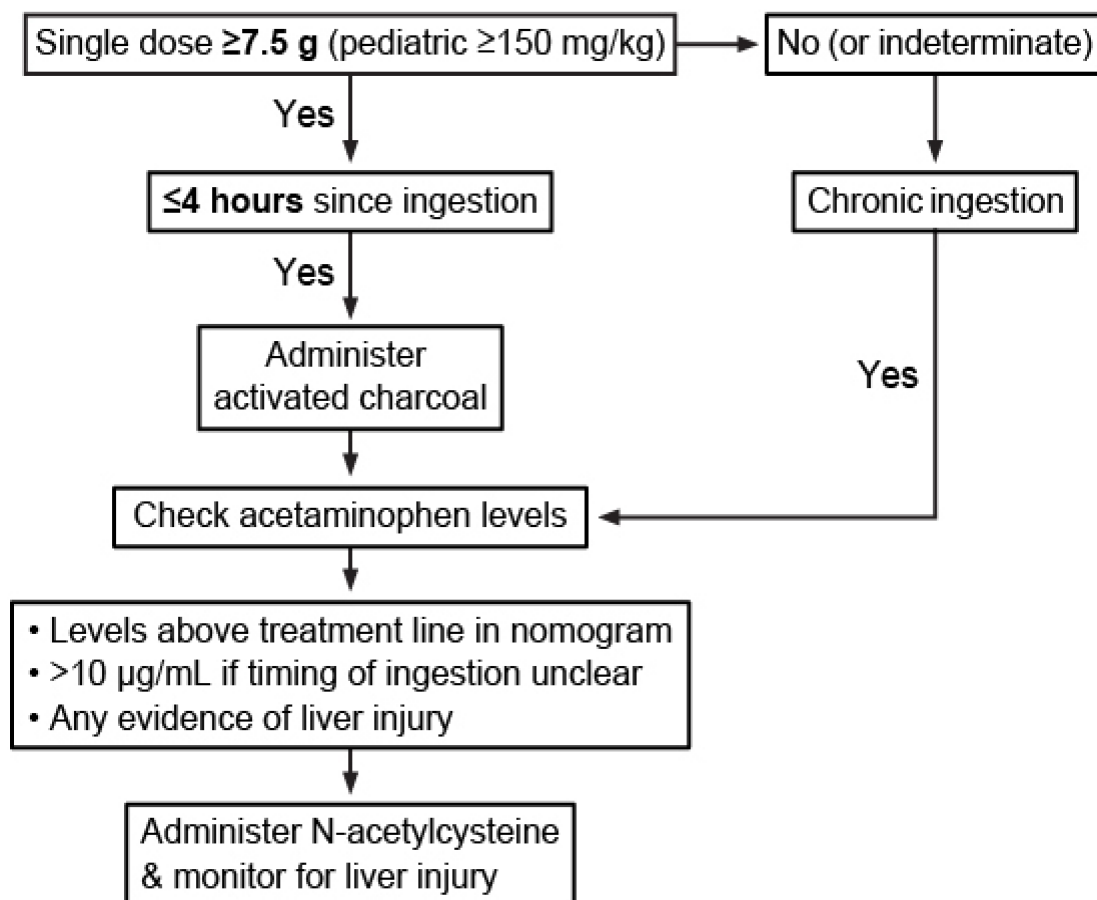 Single dose ≥7.5 g (pediatric ≥150 mg/kg)
No (or indeterminate)
Yes
≤4 hours since ingestion
Chronic ingestion
Yes
Administer
activated charcoal
Yes
Check acetaminophen levels
• Levels above treatment line in nomogram
• >10 µg/mL if timing of ingestion unclear
• Any evidence of liver injury
Administer N-acetylcysteine
& monitor for liver injury